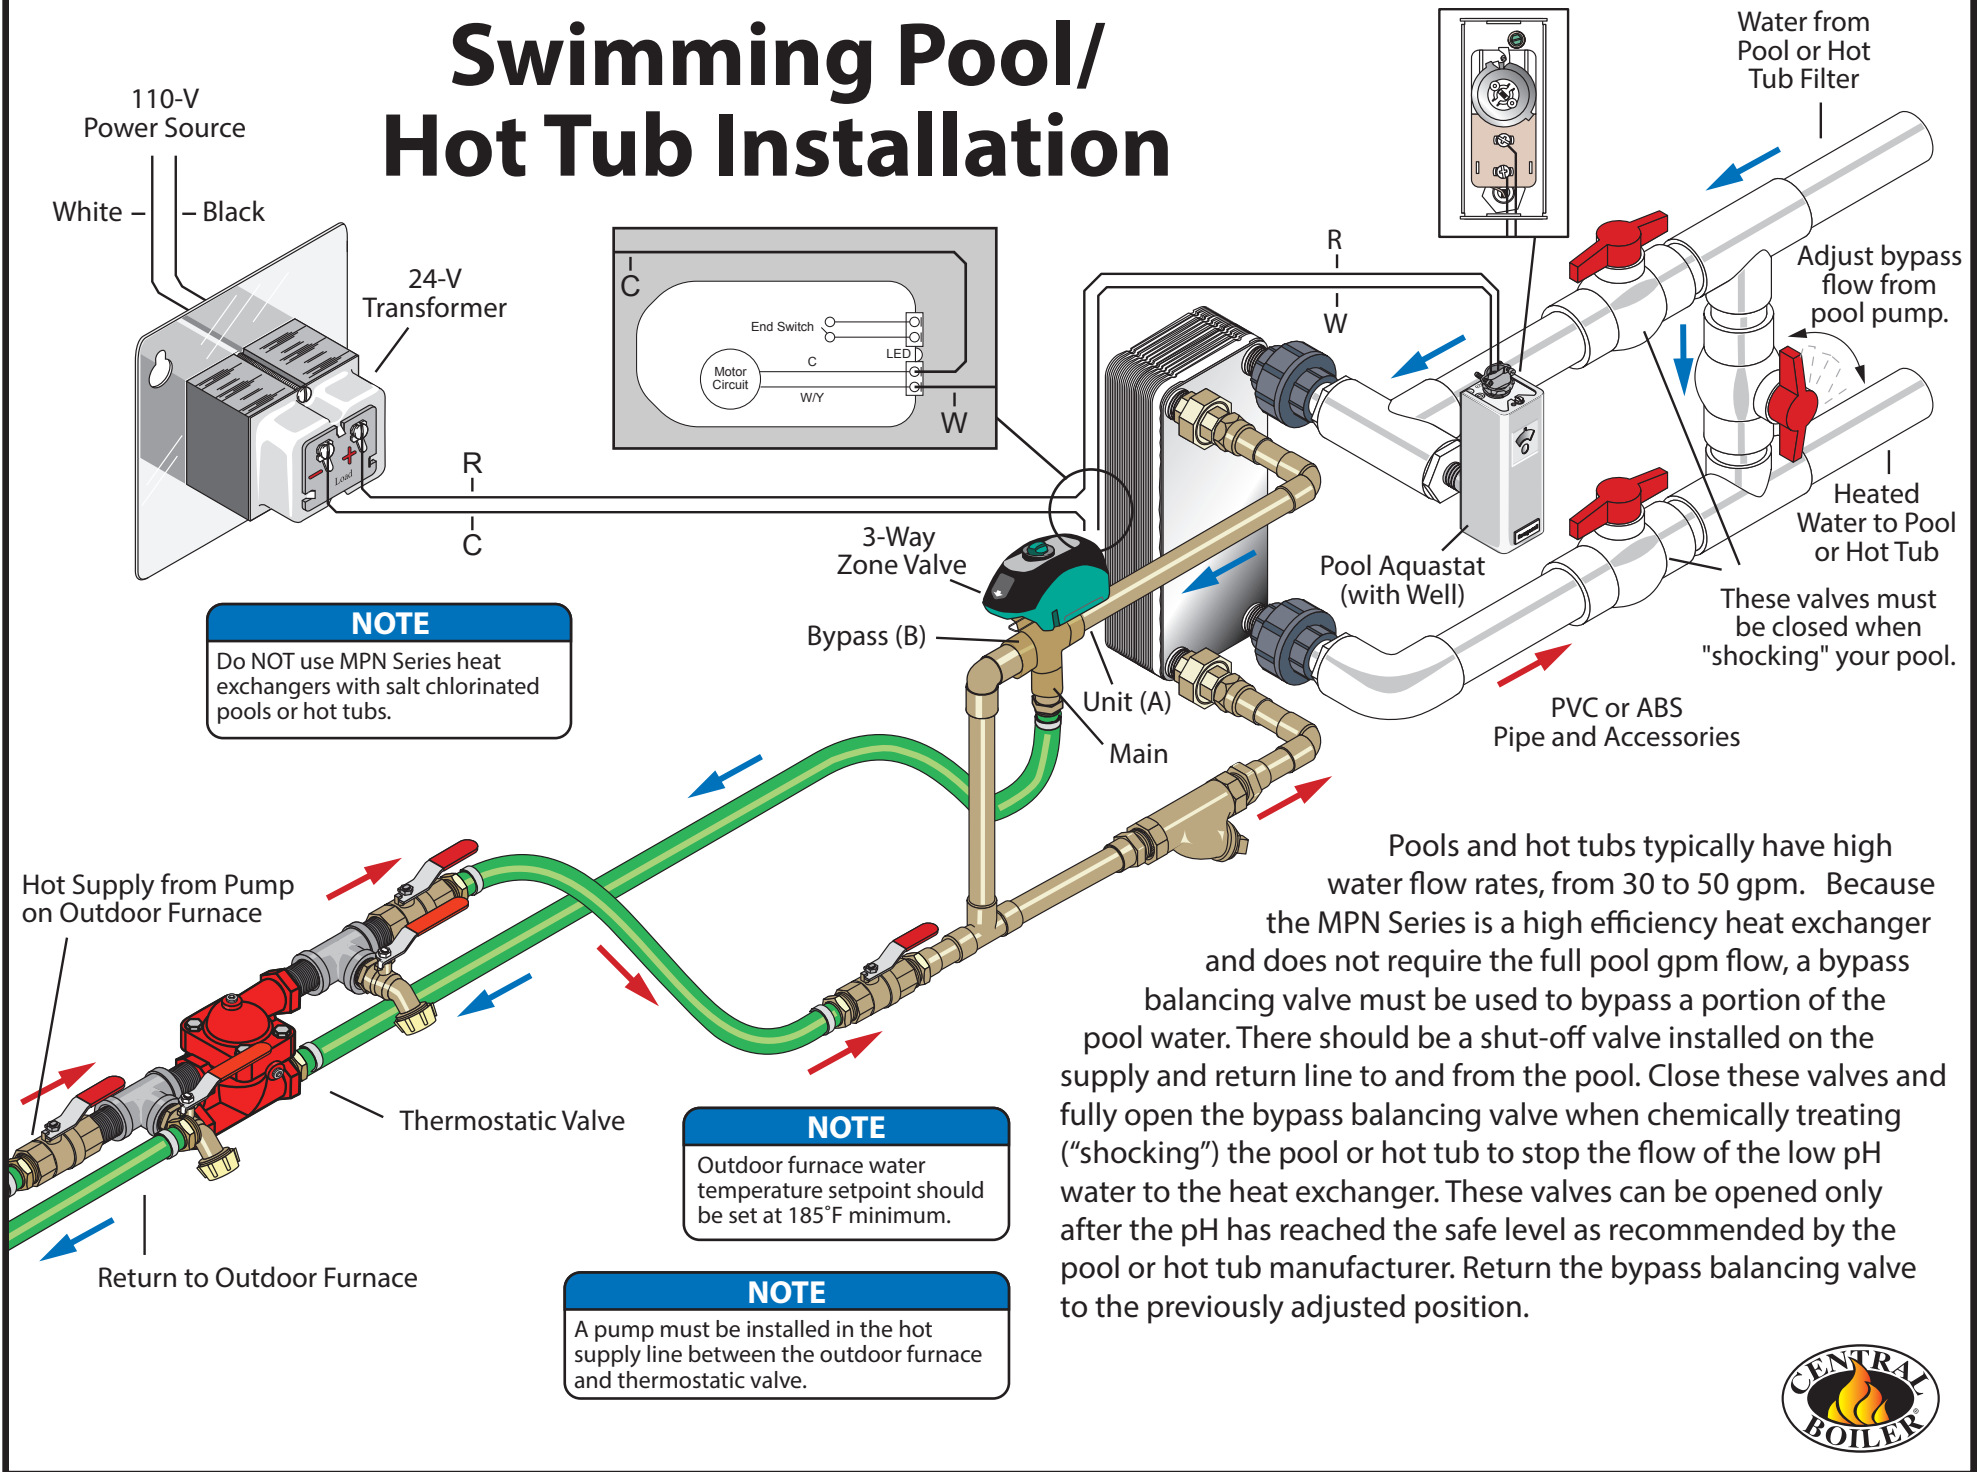 Swimming Pool/
Hot Tub Installation
110-V
Power Source
White
Black
24-V
Transformer
Load
R
C
C
End Switch
LED
Motor
Circuit
C
W/Y
W
R
W
Water from
Pool or Hot
Tub Filter
Adjust bypass
flow from
pool pump.
Heated
Water to Pool
or Hot Tub
These valves must
be closed when
"shocking" your pool.
Pool Aquastat
(with Well)
PVC or ABS
Pipe and Accessories
3-Way
Zone Valve
Bypass (B)
Unit (A)
Main
NOTE
Do NOT use MPN Series heat
exchangers with salt chlorinated
pools or hot tubs.
Hot Supply from Pump
on Outdoor Furnace
Thermostatic Valve
Return to Outdoor Furnace
NOTE
Outdoor furnace water
temperature setpoint should
be set at 185˚F minimum.
NOTE
A pump must be installed in the hot
supply line between the outdoor furnace
and thermostatic valve.
Pools and hot tubs typically have high
water flow rates, from 30 to 50 gpm. Because
the MPN Series is a high efficiency heat exchanger
and does not require the full pool gpm flow, a bypass
balancing valve must be used to bypass a portion of the
pool water. There should be a shut-off valve installed on the
supply and return line to and from the pool. Close these valves and
fully open the bypass balancing valve when chemically treating
(“shocking”) the pool or hot tub to stop the flow of the low pH
water to the heat exchanger. These valves can be opened only
after the pH has reached the safe level as recommended by the
pool or hot tub manufacturer. Return the bypass balancing valve
to the previously adjusted position.
CENTRAL
BOILER®